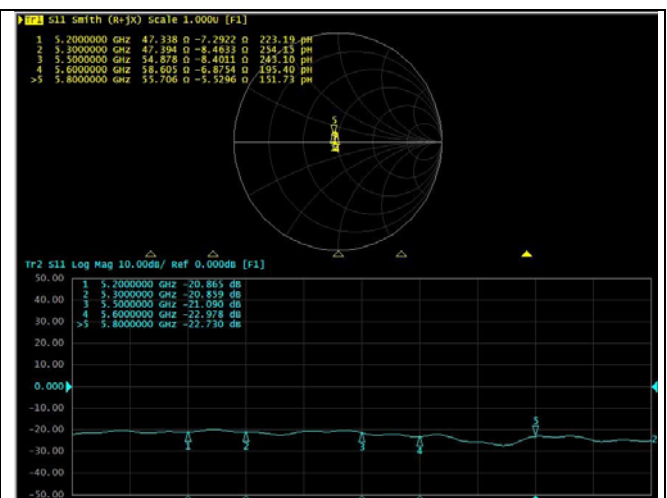 Tr1 S11 Smith (R+jX) Scale 1.000U [F1]
1 5.2000000 GHz 47.338 Ω -7.2922 Ω 223.19 pH
2 5.3000000 GHz 47.394 Ω -8.4633 Ω 254.15 pH
3 5.5000000 GHz 54.878 Ω -8.4011 Ω 243.10 pH
4 5.6000000 GHz 58.605 Ω -6.8754 Ω 195.40 pH
>5 5.8000000 GHz 55.706 Ω -5.5296 Ω 151.73 pH
5
Tr2 S11 Log Mag 10.00dB/ Ref 0.000dB [F1]
50.00
1 5.2000000 GHz -20.865 dB
40.00
2 5.3000000 GHz -20.859 dB
3 5.5000000 GHz -21.090 dB
30.00
4 5.6000000 GHz -22.978 dB
>5 5.8000000 GHz -22.730 dB
20.00
10.00
0.000
-10.00
-20.00
5
1
2
3
4
2
-30.00
-40.00
-50.00